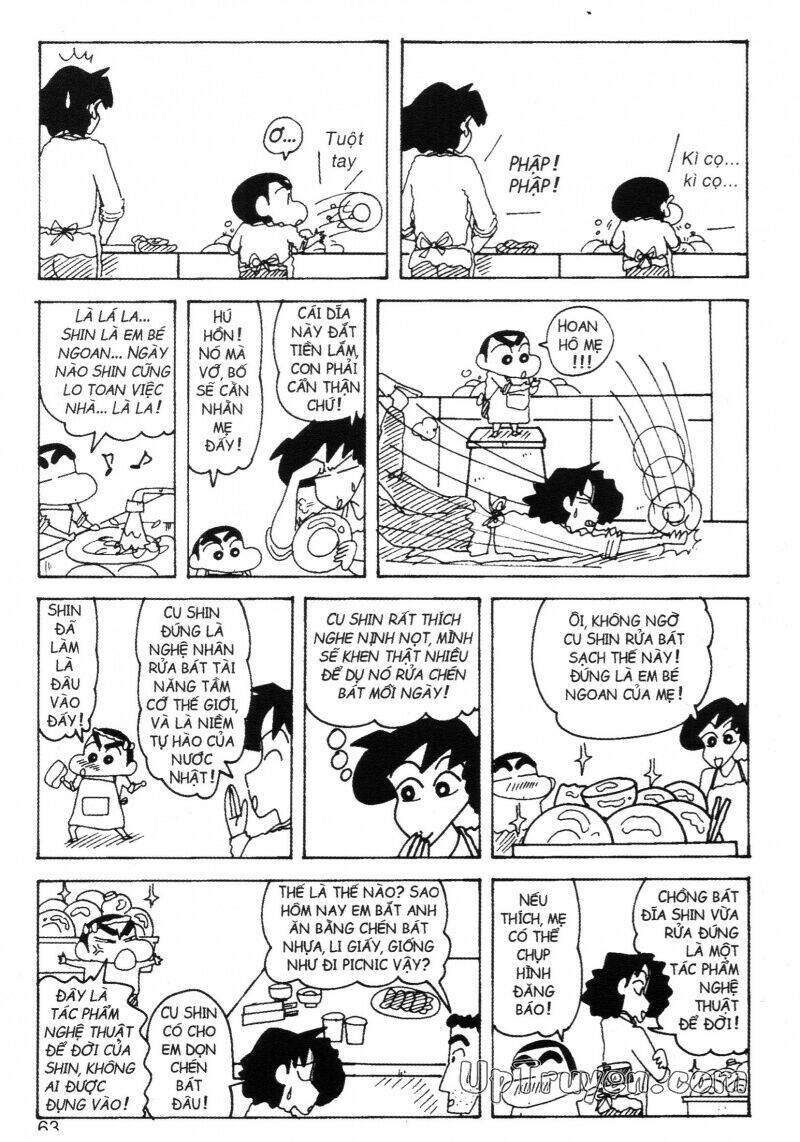 Kì cọ...
kì cọ...
PHẬP!
PHẬP!
Tuột
tay
Ơ...
HOAN
HÔ MẸ
!!!
CÁI DĨA
NÀY ĐẮT
TIỀN LẮM,
CON PHẢI
CẨN THẬN
CHỨ!
HÚ
HỒN!
NÓ MÀ
VỠ, BỐ
SẼ CẰN
NHẰN
MẸ
ĐẤY!
LÀ LÁ LA...
SHIN LÀ EM BÉ
NGOAN... NGÀY
NÀO SHIN CŨNG
LO TOAN VIỆC
NHÀ... LÀ LA!
ÔI, KHÔNG NGỜ
CU SHIN RỬA BÁT
SẠCH THẾ NÀY!
ĐÚNG LÀ EM BÉ
NGOAN CỦA MẸ!
CU SHIN RẤT THÍCH
NGHE NỊNH NỌT, MÌNH
SẼ KHEN THẬT NHIỀU
ĐỂ DỤ NÓ RỬA CHÉN
BÁT MỖI NGÀY!
CU SHIN
ĐÚNG LÀ
NGHỆ NHÂN
RỬA BÁT TÀI
NĂNG TẦM
CỠ THẾ GIỚI,
VÀ LÀ NIỀM
TỰ HÀO CỦA
NƯỚC
NHẬT!
SHIN
ĐÃ
LÀM
LÀ
ĐÂU
VÀO
ĐẤY!
CHỒNG BÁT
ĐĨA SHIN VỪA
RỬA ĐÚNG
LÀ MỘT
TÁC PHẨM
NGHỆ
THUẬT
ĐỂ ĐỜI!
NẾU
THÍCH, MẸ
CÓ THỂ
CHỤP
HÌNH
ĐĂNG
BÁO!
THẾ LÀ THẾ NÀO? SAO
HÔM NAY EM BẮT ANH
ĂN BẰNG CHÉN BÁT
NHỰA, LI GIẤY, GIỐNG
NHƯ ĐI PICNIC VẬY?
CU SHIN
CÓ CHO
EM DỌN
CHÉN
BÁT
ĐÂU!
ĐÂY LÀ
TÁC PHẨM
NGHỆ THUẬT
ĐỂ ĐỜI CỦA
SHIN, KHÔNG
AI ĐƯỢC
ĐỤNG VÀO!
UpTruyen.com
63